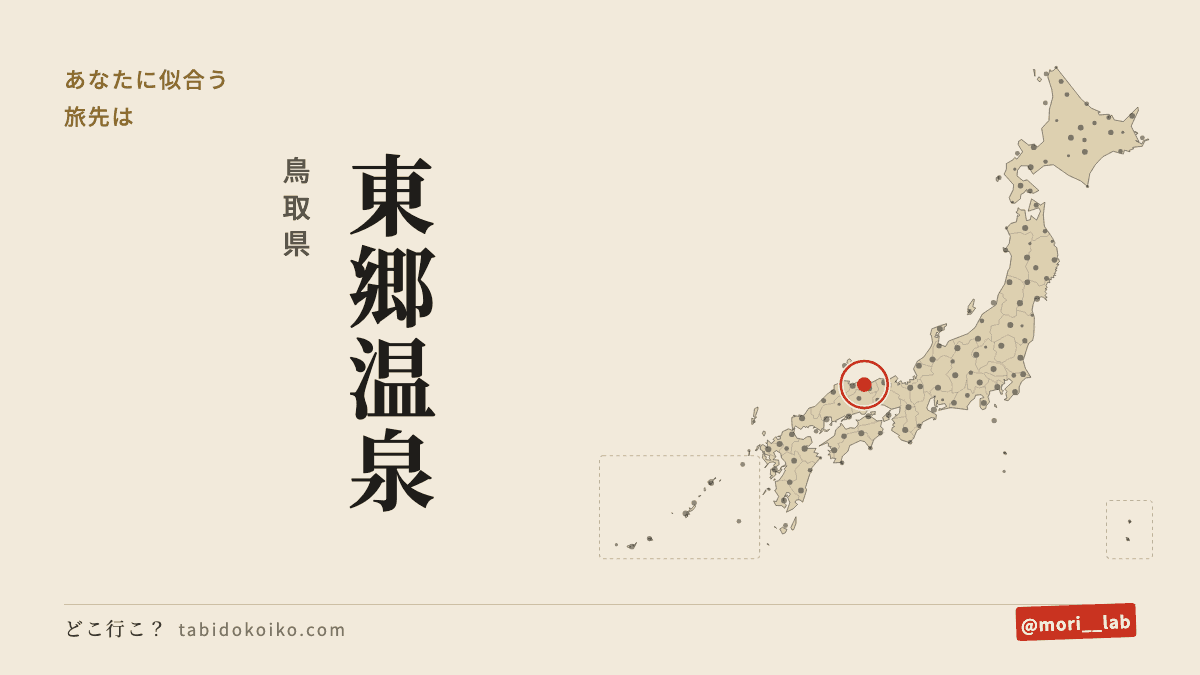 あなたに似合う
旅先は
東郷温泉
鳥取県
どこ行こ？ tabidokoiko.com
@mori__lab